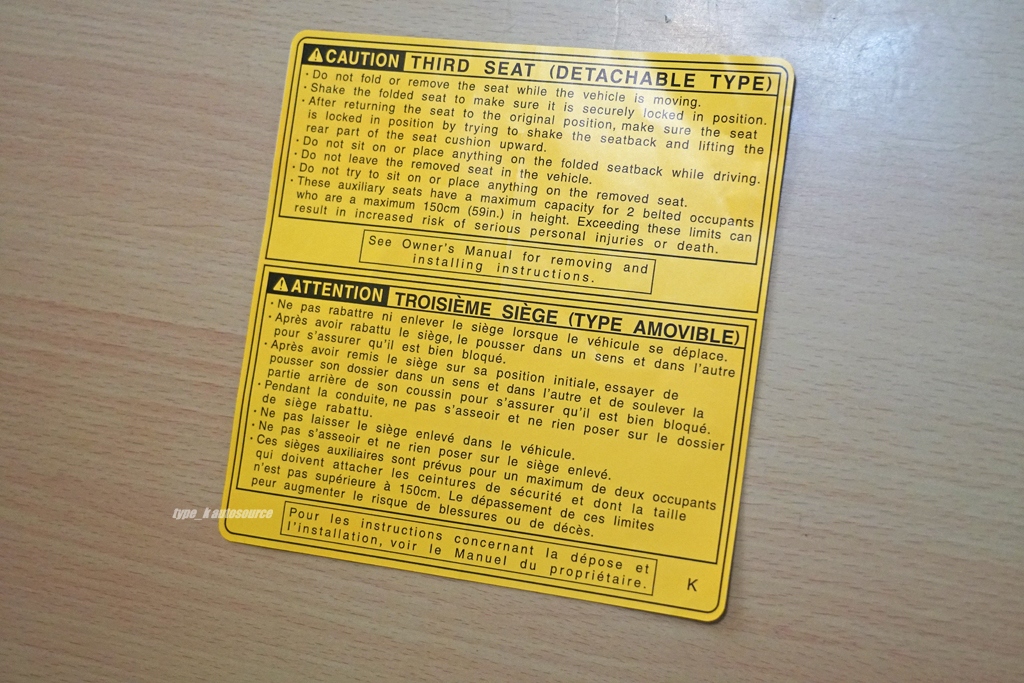 CAUTION THIRD SEAT (DETACHABLE TYPE)
· Do not fold or remove the seat while the vehicle is moving.
· Shake the folded seat to make sure it is securely locked in position.
· After returning the seat to the original position, make sure the seat
is locked in position by trying to shake the seatback and lifting the
rear part of the seat cushion upward.
· Do not sit on or place anything on the folded seatback while driving.
· Do not leave the removed seat in the vehicle.
· Do not try to sit on or place anything on the removed seat.
· These auxiliary seats have a maximum capacity for 2 belted occupants
who are a maximum 150cm (59in.) in height. Exceeding these limits can
result in increased risk of serious personal injuries or death.
See Owner's Manual for removing and
installing instructions.
ATTENTION TROISIÈME SIÈGE (TYPE AMOVIBLE)
· Ne pas rabattre ni enlever le siège lorsque le véhicule se déplace.
· Après avoir rabattu le siège, le pousser dans un sens et dans l'autre
pour s'assurer qu'il est bien bloqué.
· Après avoir remis le siège sur sa position initiale, essayer de
pousser son dossier dans un sens et dans l'autre et de soulever la
partie arrière de son coussin pour s'assurer qu'il est bien bloqué.
· Pendant la conduite, ne pas s'asseoir et ne rien poser sur le dossier
de siège rabattu.
· Ne pas laisser le siège enlevé dans le véhicule.
· Ne pas s'asseoir et ne rien poser sur le siège enlevé.
· Ces sièges auxiliaires sont prévus pour un maximum de deux occupants
qui doivent attacher les ceintures de sécurité et dont la taille
n'est pas supérieure à 150cm. Le dépassement de ces limites
peur augmenter le risque de blessures ou de décès.
Pour les instructions concernant la dépose et
l'installation, voir le Manuel du propriétaire.
K
type_k autosource